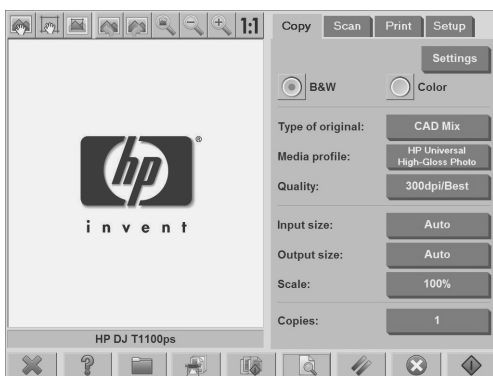 1:1
Copy Scan Print Setup
Settings
B&W Color
Type of original: CAD Mix
Media profile: HP Universal
High-Gloss Photo
Quality: 300dpi/Best
Input size: Auto
Output size: Auto
Scale: 100%
Copies: 1
hp ®
invent
HP DJ T1100ps
?